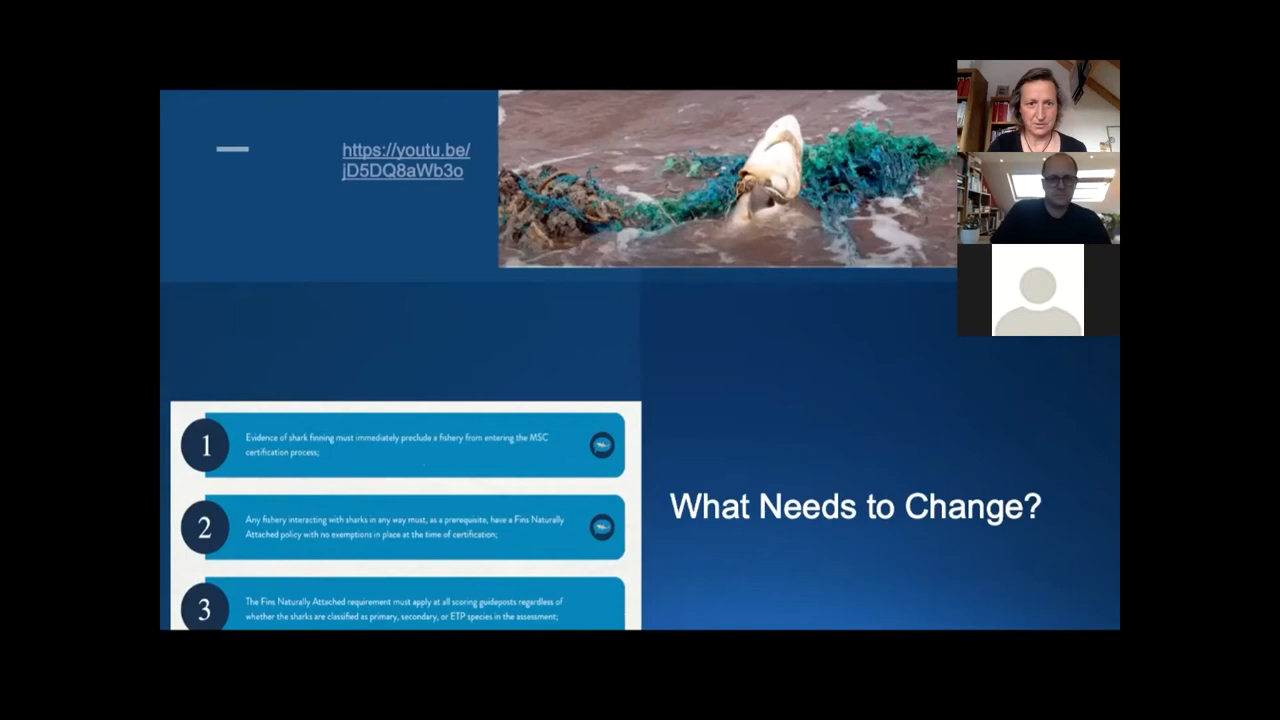 https://youtu.be/
jD5DQ8aWb3o
1
Evidence of shark finning must immediately preclude a fishery from entering the MSC
certification process;
2
Any fishery interacting with sharks in any way must, as a prerequisite, have a Fins Naturally
Attached policy with no exemptions in place at the time of certification;
3
The Fins Naturally Attached requirement must apply at all scoring guideposts regardless of
whether the sharks are classified as primary, secondary, or ETP species in the assessment;
What Needs to Change?